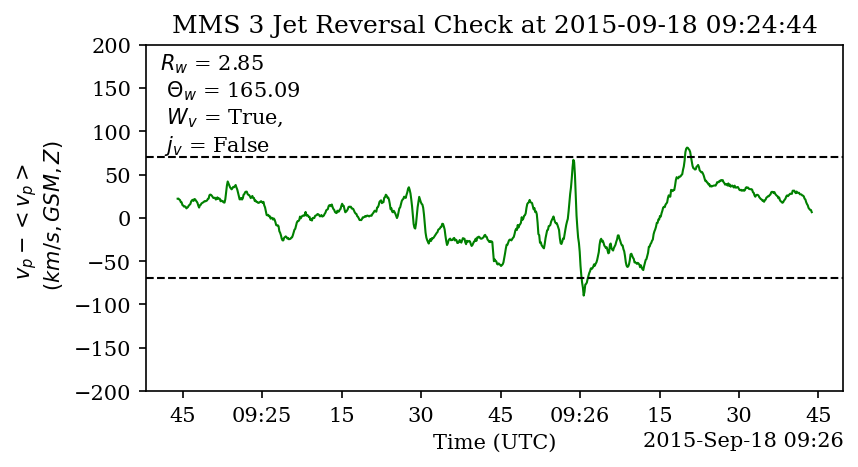 MMS 3 Jet Reversal Check at 2015-09-18 09:24:44
R_w = 2.85
Θ_w = 165.09
W_v = True,
j_v = False
v_p − < v_p >
(km/s, GSM, Z)
200
150
100
50
0
−50
−100
−150
−200
45 09:25 15 30 45 09:26 15 30 45
Time (UTC)
2015-Sep-18 09:26